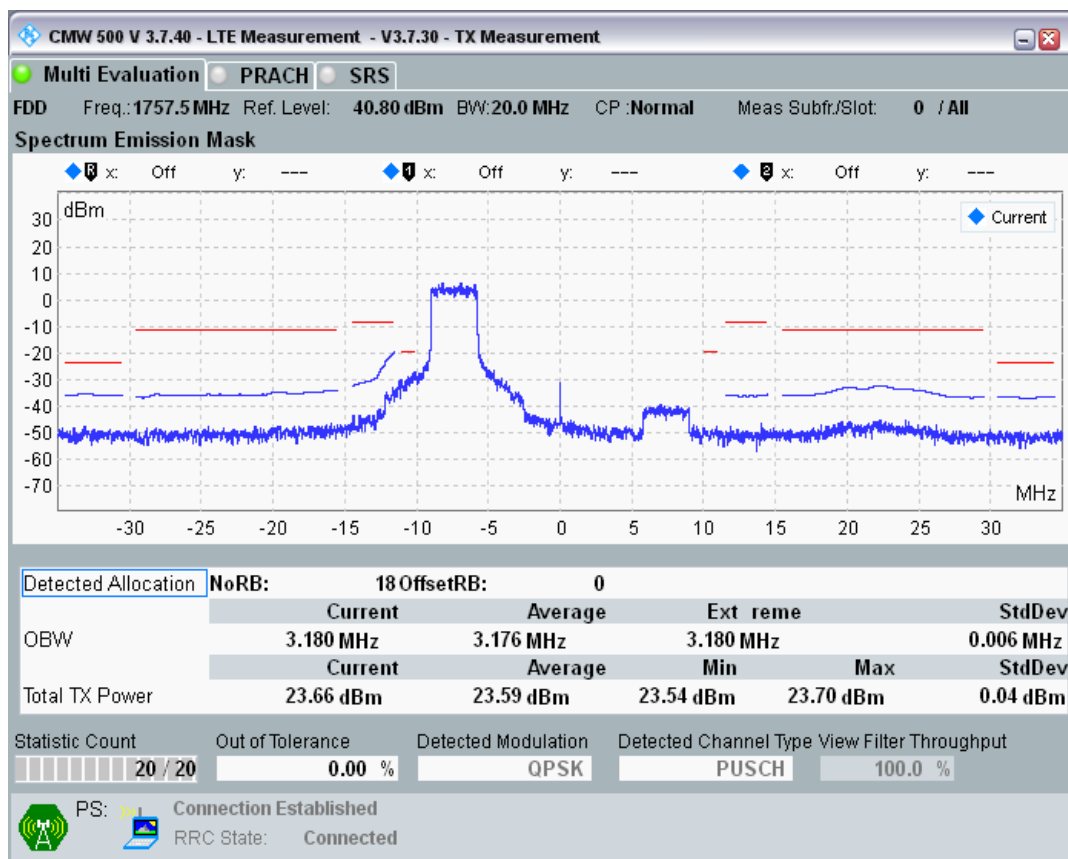 CMW 500 V 3.7.40 - LTE Measurement - V3.7.30 - TX Measurement
Multi Evaluation PRACH SRS
FDD Freq.: 1757.5 MHz Ref. Level: 40.80 dBm BW: 20.0 MHz CP : Normal Meas Subfr./Slot: 0 / All
Spectrum Emission Mask
R x: Off y: --- 1 x: Off y: --- 2 x: Off y: ---
dBm
Current
30
20
10
0
-10
-20
-30
-40
-50
-60
-70
MHz
-30 -25 -20 -15 -10 -5 0 5 10 15 20 25 30
Detected Allocation NoRB: 18 OffsetRB: 0
Current Average Ext reme StdDev
OBW 3.180 MHz 3.176 MHz 3.180 MHz 0.006 MHz
Current Average Min Max StdDev
Total TX Power 23.66 dBm 23.59 dBm 23.54 dBm 23.70 dBm 0.04 dBm
Statistic Count Out of Tolerance Detected Modulation Detected Channel Type View Filter Throughput
20 / 20 0.00 % QPSK PUSCH 100.0 %
PS: Connection Established
RRC State: Connected